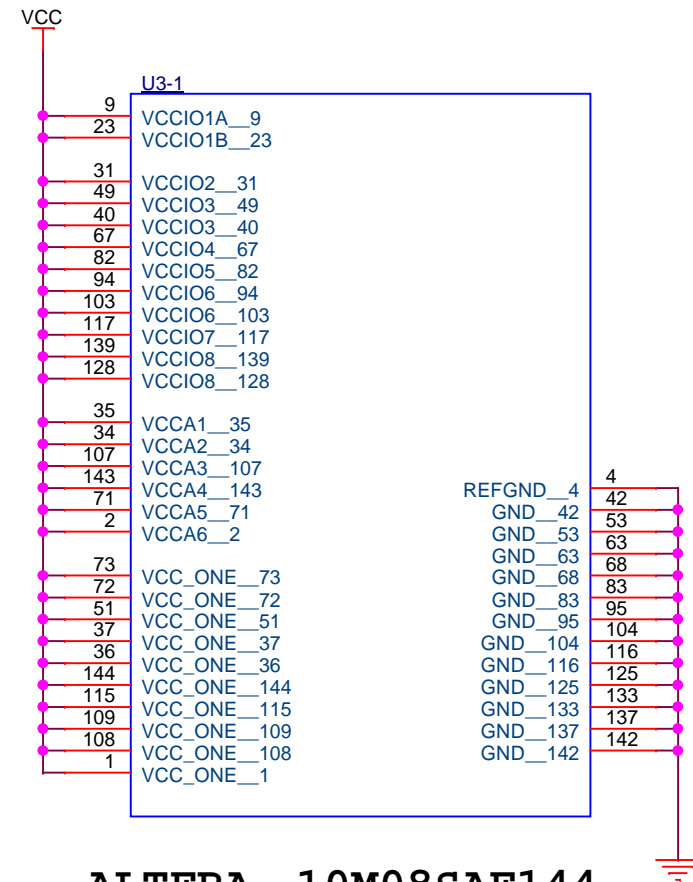 VCC
U3-1
9 VCCIO1A__9
23 VCCIO1B__23
31 VCCIO2__31
49 VCCIO3__49
40 VCCIO3__40
67 VCCIO4__67
82 VCCIO5__82
94 VCCIO6__94
103 VCCIO6__103
117 VCCIO7__117
139 VCCIO8__139
128 VCCIO8__128
35 VCCA1__35
34 VCCA2__34
107 VCCA3__107
143 VCCA4__143
71 VCCA5__71
2 VCCA6__2
73 VCC_ONE__73
72 VCC_ONE__72
51 VCC_ONE__51
37 VCC_ONE__37
36 VCC_ONE__36
144 VCC_ONE__144
115 VCC_ONE__115
109 VCC_ONE__109
108 VCC_ONE__108
1 VCC_ONE__1
REFGND__4 4
GND__42 42
GND__53 53
GND__63 63
GND__68 68
GND__83 83
GND__95 95
GND__104 104
GND__116 116
GND__125 125
GND__133 133
GND__137 137
GND__142 142
ALTERA 10M08SAE144